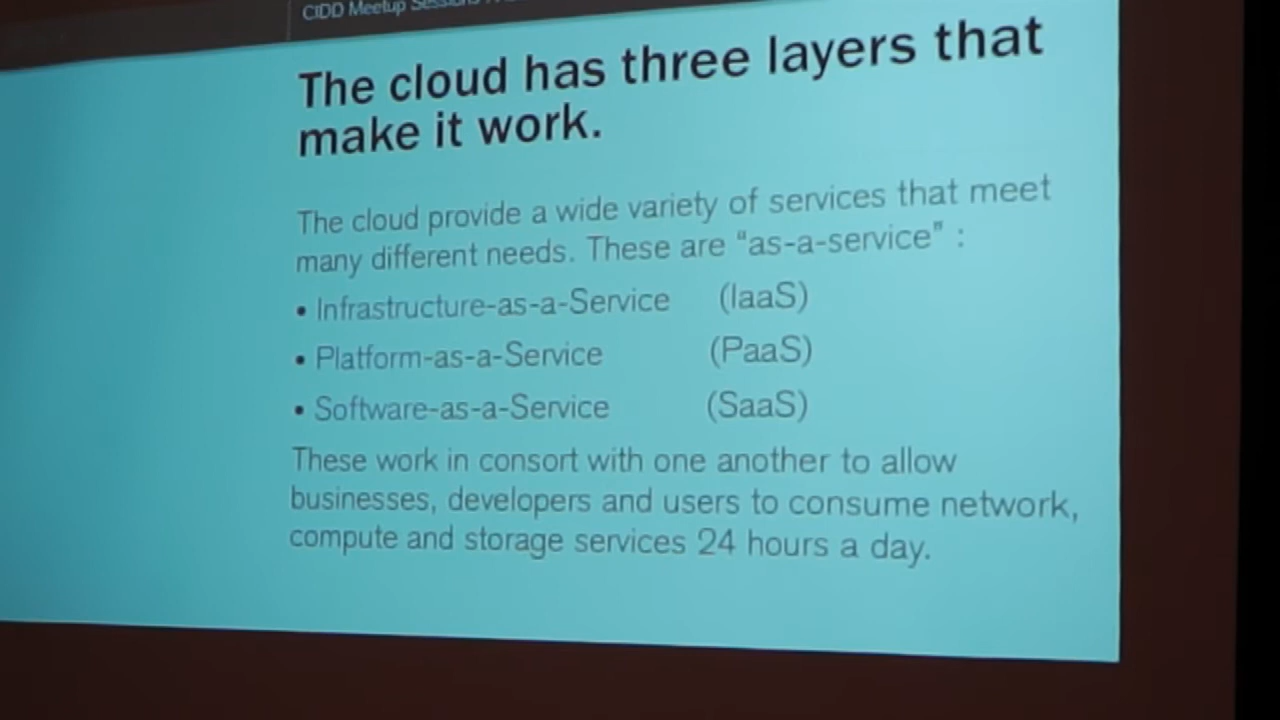 CIDD Meetup
The cloud has three layers that
make it work.
The cloud provide a wide variety of services that meet
many different needs. These are “as-a-service” :
• Infrastructure-as-a-Service (IaaS)
• Platform-as-a-Service (PaaS)
• Software-as-a-Service (SaaS)
These work in consort with one another to allow
businesses, developers and users to consume network,
compute and storage services 24 hours a day.